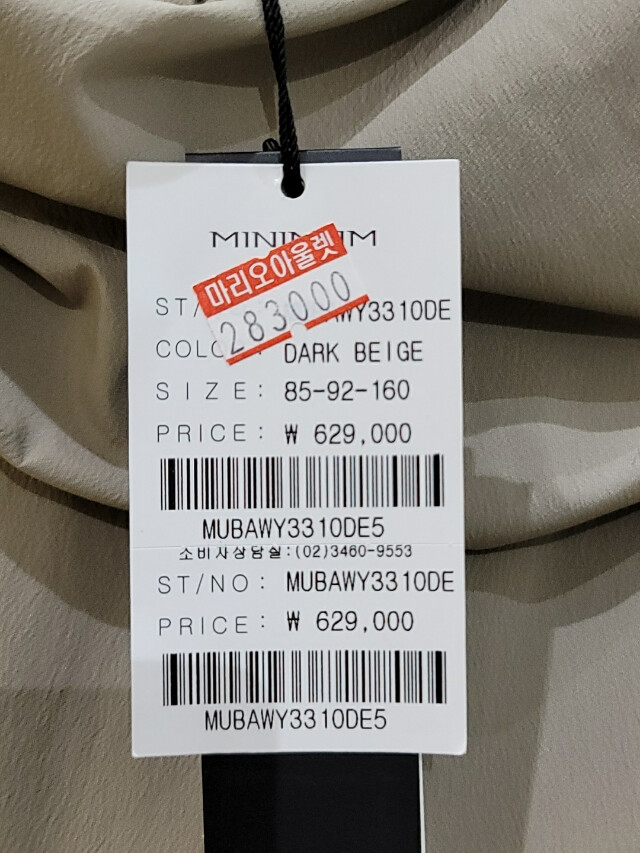 MINIMUM
마리오아울렛
283000
ST/ WY3310DE
COLO : DARK BEIGE
SIZE: 85-92-160
PRICE: ₩ 629,000
MUBAWY3310DE5
소비자상담실:(02)3460-9553
ST/NO: MUBAWY3310DE
PRICE: ₩ 629,000
MUBAWY3310DE5